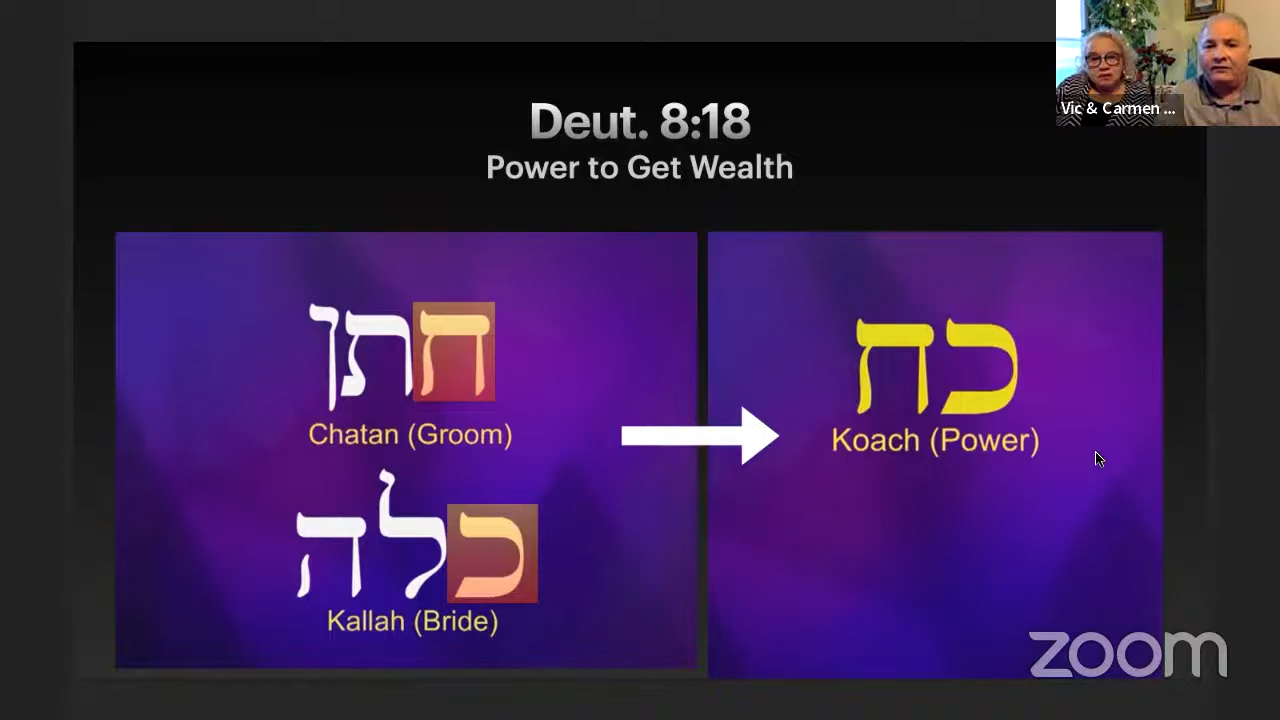 Vic & Carmen ...
Deut. 8:18
Power to Get Wealth
חתן
Chatan (Groom)
כלה
Kallah (Bride)
כח
Koach (Power)
zoom